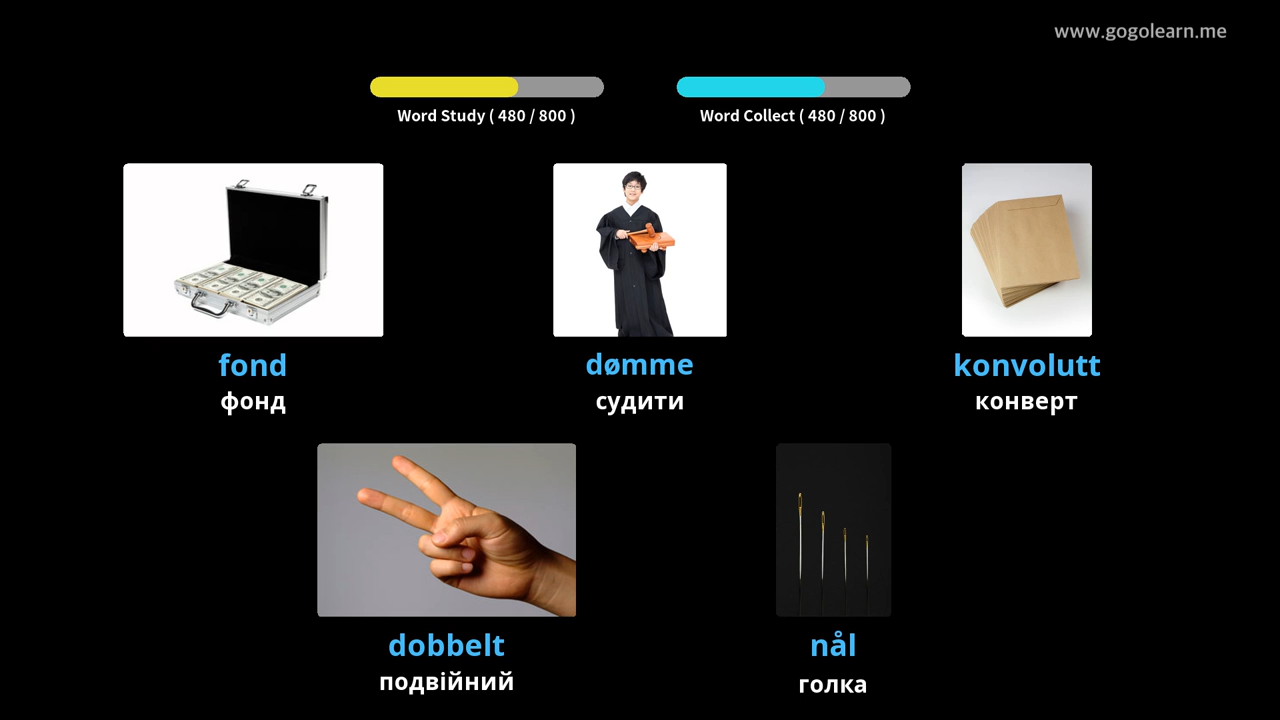 www.gogolearn.me
Word Study ( 480 / 800 )
Word Collect ( 480 / 800 )
fond
фонд
dømme
судити
konvolutt
конверт
dobbelt
подвійний
nål
голка